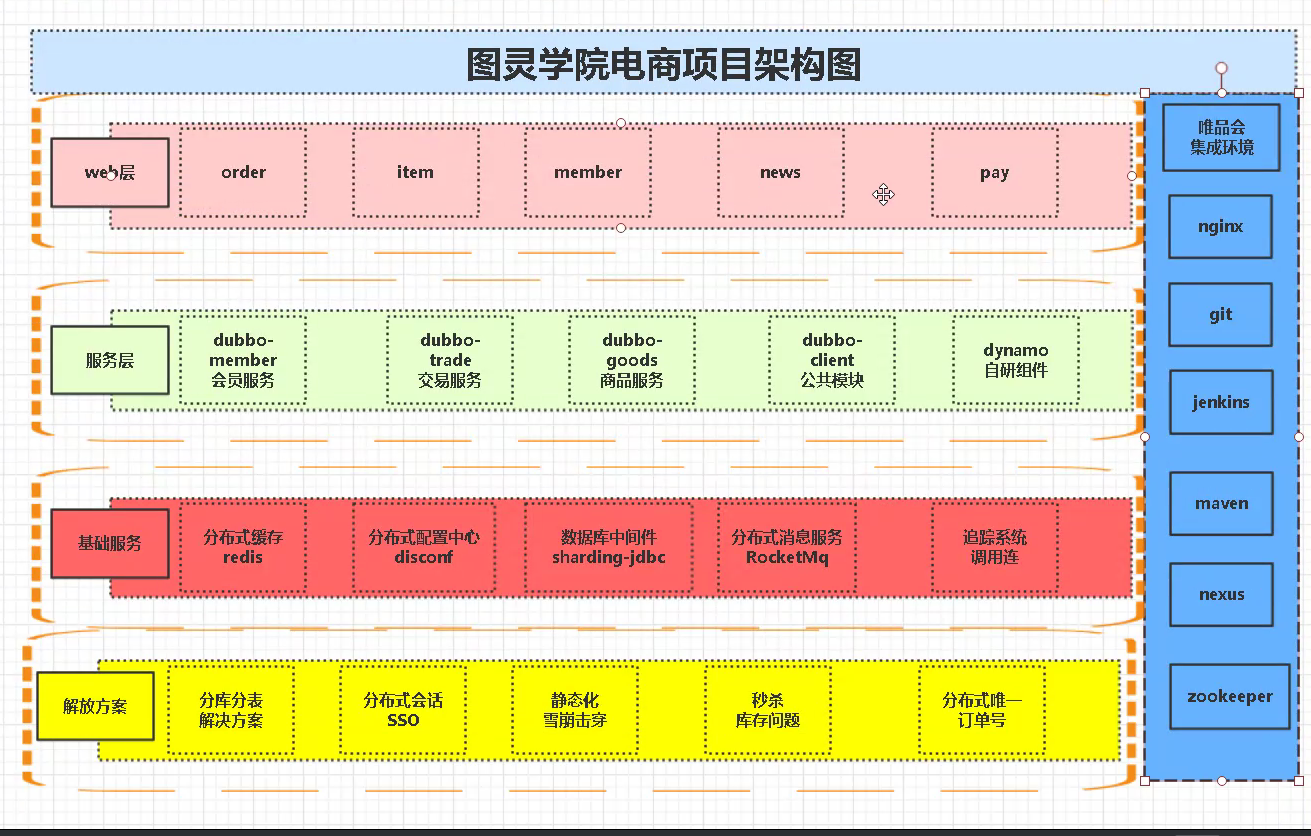 图灵学院电商项目架构图
web层
order
item
member
news
pay
服务层
dubbo-
member
会员服务
dubbo-
trade
交易服务
dubbo-
goods
商品服务
dubbo-
client
公共模块
dynamo
自研组件
基础服务
分布式缓存
redis
分布式配置中心
disconf
数据库中间件
sharding-jdbc
分布式消息服务
RocketMq
追踪系统
调用连
解放方案
分库分表
解决方案
分布式会话
SSO
静态化
雪崩击穿
秒杀
库存问题
分布式唯一
订单号
唯品会
集成环境
nginx
git
jenkins
maven
nexus
zookeeper